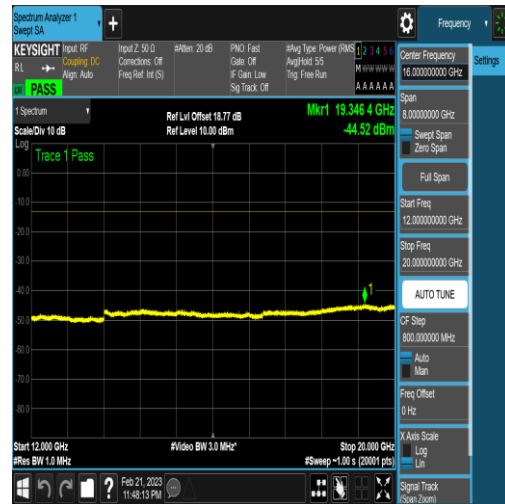 Spectrum Analyzer 1
Swept SA
Frequency
KEYSIGHT Input: RF Input Z: 50 Ω #Atten: 20 dB PNO: Fast #Avg Type: Power (RMS 1 2 3 4 5 6
RL Coupling: DC Corrections: Off Gate: Off Avg|Hold: 5/5 M W W W W W
Align: Auto Freq Ref: Int (S) IF Gain: Low Trig: Free Run
Sig Track: Off A A A A A A
PASS
1 Spectrum
Scale/Div 10 dB
Ref Lvl Offset 18.77 dB
Ref Level 10.00 dBm
Mkr1 19.346 4 GHz
-44.52 dBm
Log
Trace 1 Pass
0.00
-10.0
-20.0
-30.0
-40.0
-50.0
-60.0
-70.0
-80.0
1
Start 12.000 GHz
#Res BW 1.0 MHz
#Video BW 3.0 MHz*
Stop 20.000 GHz
#Sweep ~1.00 s (20001 pts)
Feb 21, 2023
11:48:13 PM
Settings
Center Frequency
16.000000000 GHz
Span
8.00000000 GHz
Swept Span
Zero Span
Full Span
Start Freq
12.000000000 GHz
Stop Freq
20.000000000 GHz
AUTO TUNE
CF Step
800.000000 MHz
Auto
Man
Freq Offset
0 Hz
X Axis Scale
Log
Lin
Signal Track
(Span Zoom)